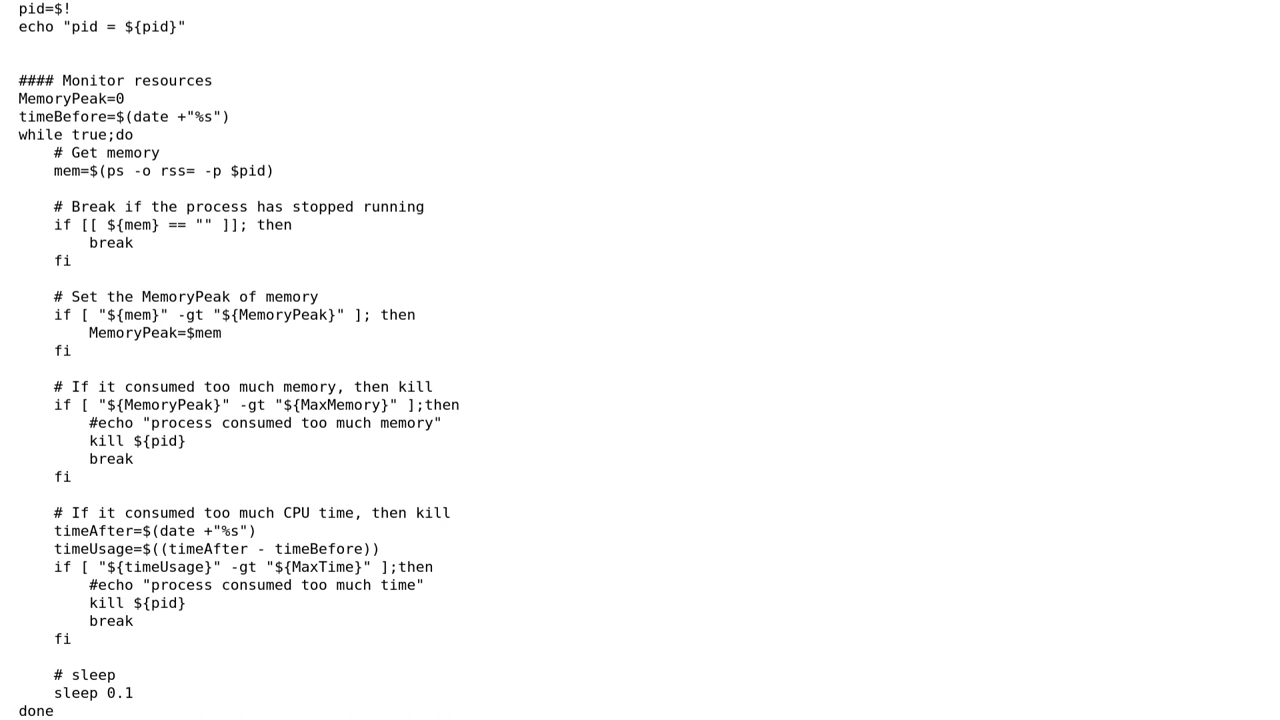 pid=$!
echo "pid = ${pid}"
#### Monitor resources
MemoryPeak=0
timeBefore=$(date +"%s")
while true;do
    # Get memory
    mem=$(ps -o rss= -p $pid)
    # Break if the process has stopped running
    if [[ ${mem} == "" ]]; then
        break
    fi
    # Set the MemoryPeak of memory
    if [ "${mem}" -gt "${MemoryPeak}" ]; then
        MemoryPeak=$mem
    fi
    # If it consumed too much memory, then kill
    if [ "${MemoryPeak}" -gt "${MaxMemory}" ];then
        #echo "process consumed too much memory"
        kill ${pid}
        break
    fi
    # If it consumed too much CPU time, then kill
    timeAfter=$(date +"%s")
    timeUsage=$((timeAfter - timeBefore))
    if [ "${timeUsage}" -gt "${MaxTime}" ];then
        #echo "process consumed too much time"
        kill ${pid}
        break
    fi
    # sleep
    sleep 0.1
done